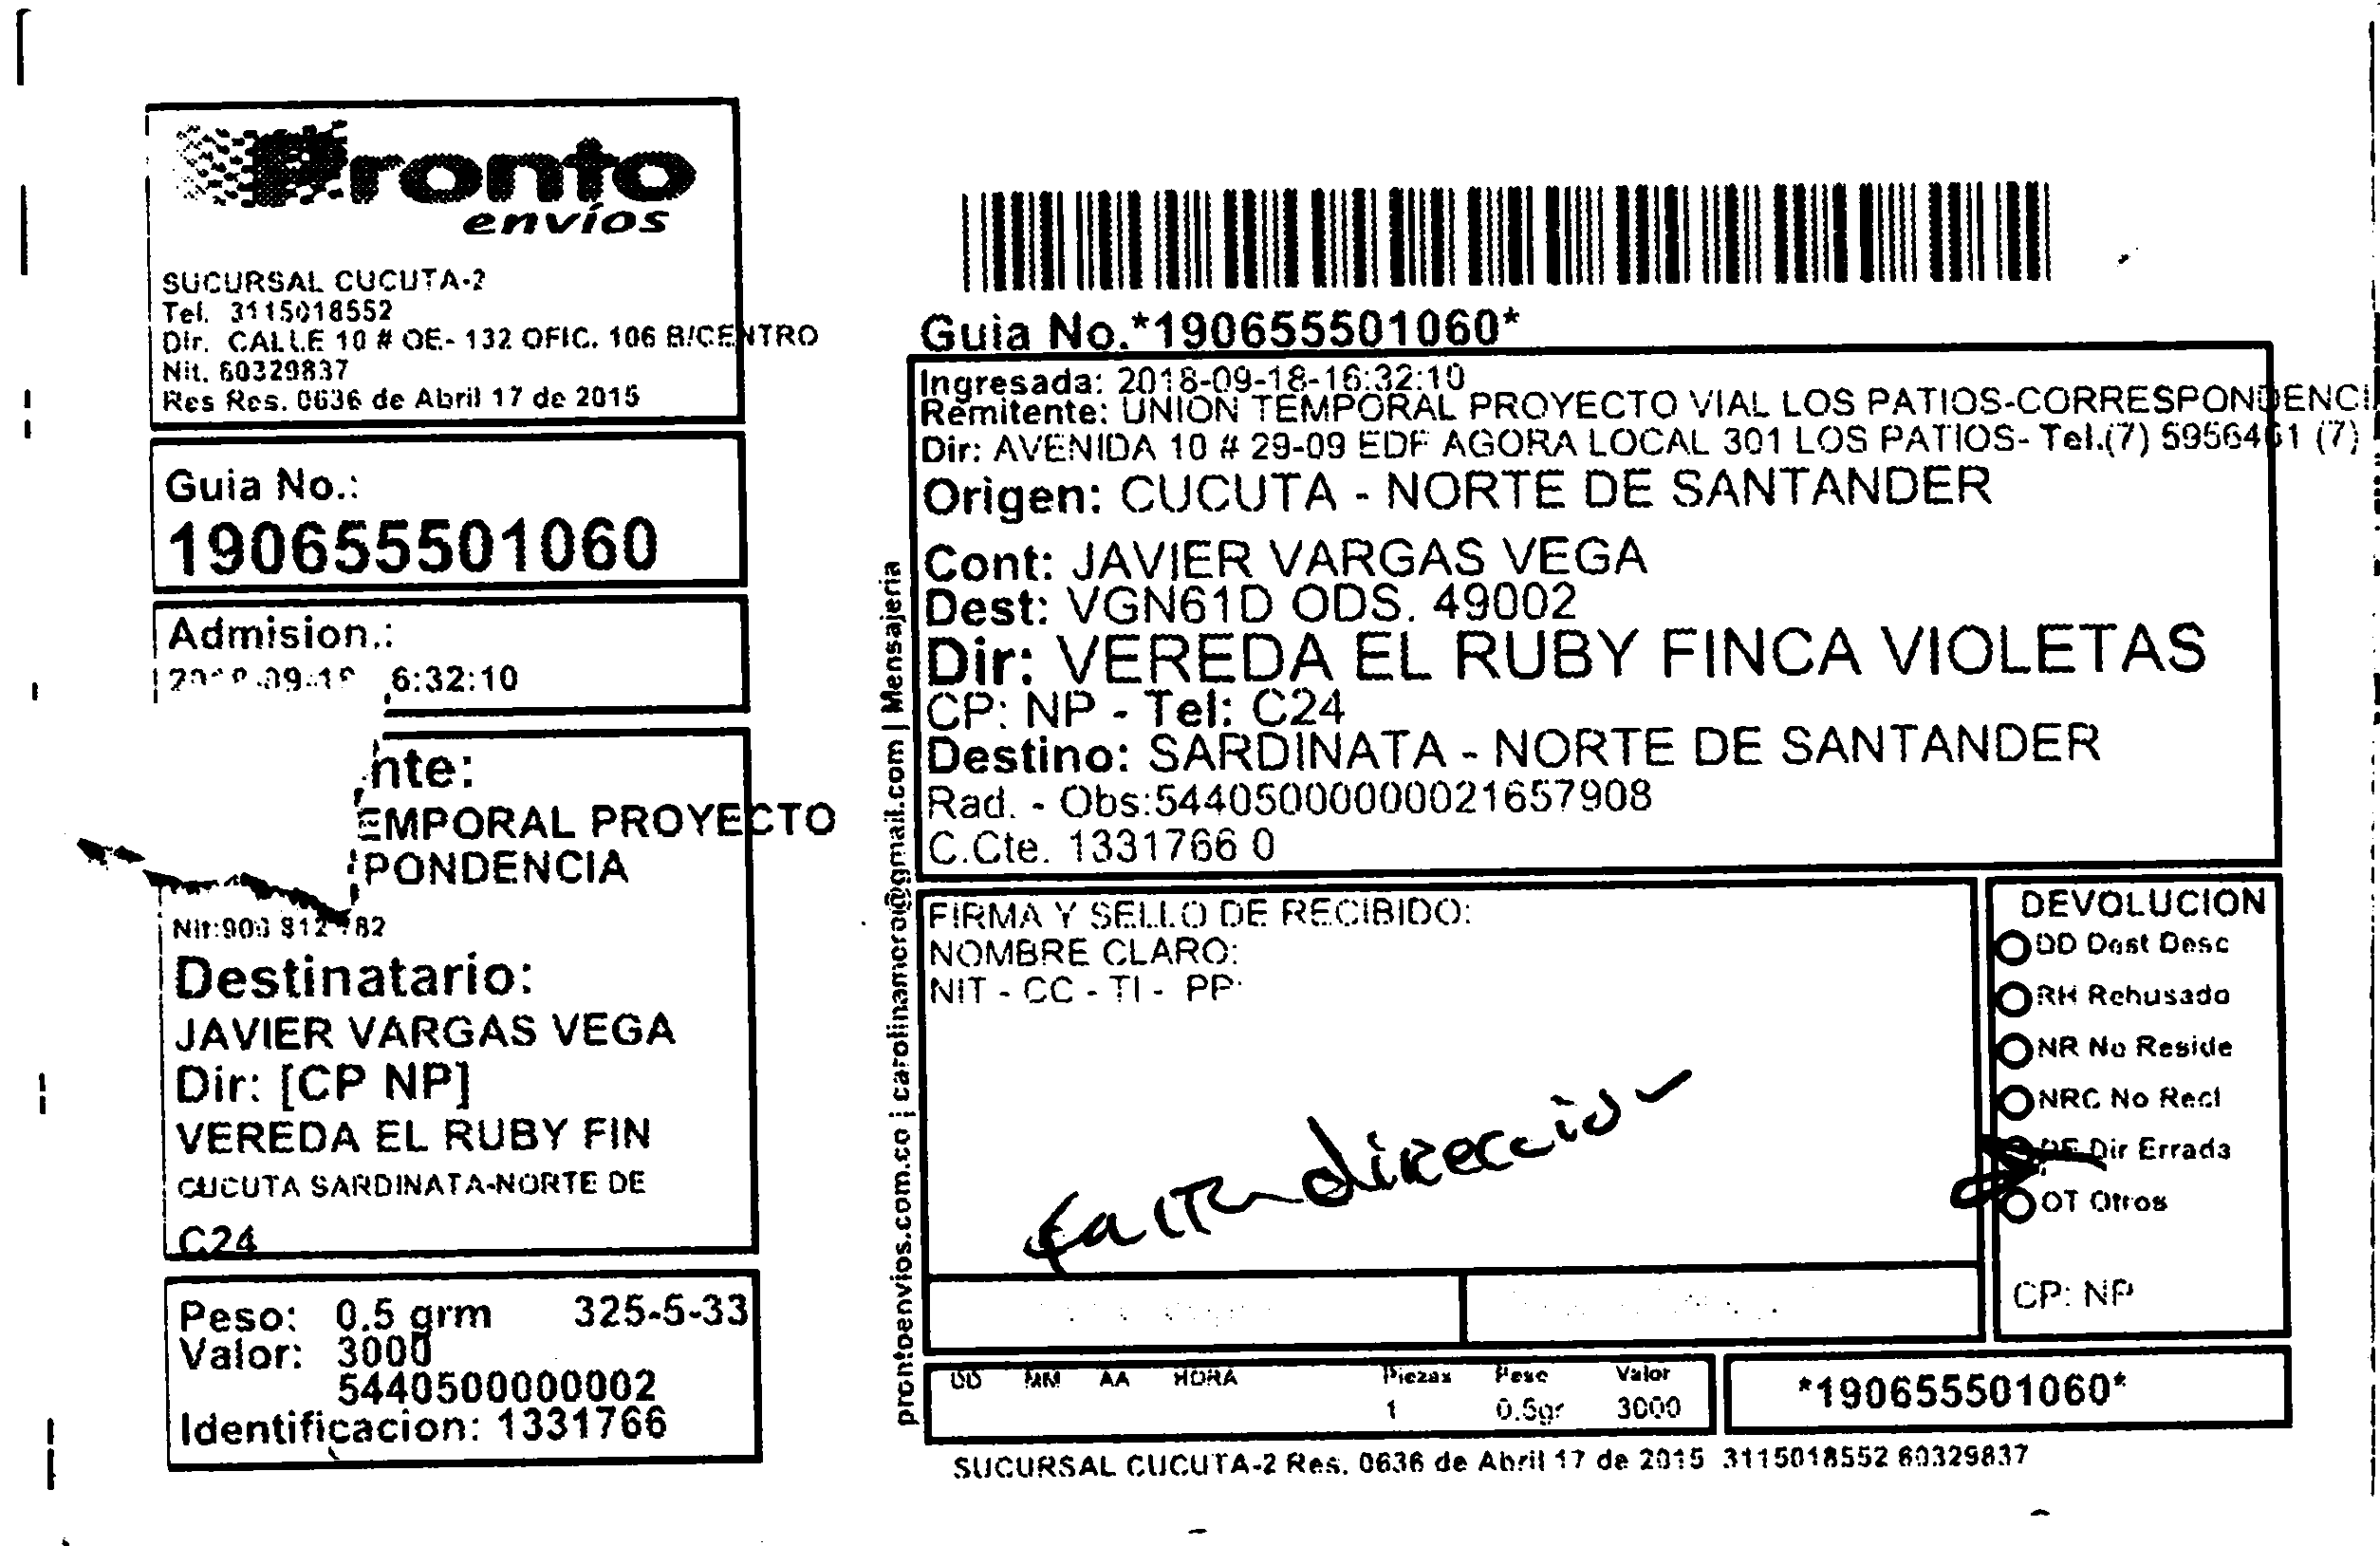 Pronto
envíos
SUCURSAL CUCUTA-2
Tel. 3115018552
Dir. CALLE 10 # OE- 132 OFIC. 106 B/CENTRO
Nit. 60329837
Res Res. 0636 de Abril 17 de 2015
Guia No.:
190655501060
Admision.:
6:32:10
nte:
EMPORAL PROYECTO
PONDENCIA
Destinatario:
JAVIER VARGAS VEGA
Dir: [CP NP]
VEREDA EL RUBY FIN
CUCUTA SARDINATA-NORTE DE
C24
Peso: 0.5 grm 325-5-33
Valor: 3000
5440500000002
Identificacion: 1331766
prontoenvios.com.co | carolinamero@gmail.com | Mensajeria
Guia No.*190655501060*
Ingresada: 2018-09-18-16:32:10
Remitente: UNION TEMPORAL PROYECTO VIAL LOS PATIOS-CORRESPONDENCI
Dir: AVENIDA 10 # 29-09 EDF AGORA LOCAL 301 LOS PATIOS- Tel.(7) 5956461 (7)
Origen: CUCUTA - NORTE DE SANTANDER
Cont: JAVIER VARGAS VEGA
Dest: VGN61D ODS. 49002
Dir: VEREDA EL RUBY FINCA VIOLETAS
CP: NP - Tel: C24
Destino: SARDINATA - NORTE DE SANTANDER
Rad. - Obs:544050000000021657908
C.Cte. 1331766 0
FIRMA Y SELLO DE RECIBIDO:
NOMBRE CLARO:
NIT - CC - TI - PP:
direccion
DEVOLUCION
DD Dest Desc
RH Rehusado
NR No Reside
NRC No Recl
DE Dir Errada
OT Otros
CP: NP
DD MM AA HORA Piezas Peso Valor
1 0.5gr 3000
*190655501060*
SUCURSAL CUCUTA-2 Res. 0636 de Abril 17 de 2015 3115018552 60329837